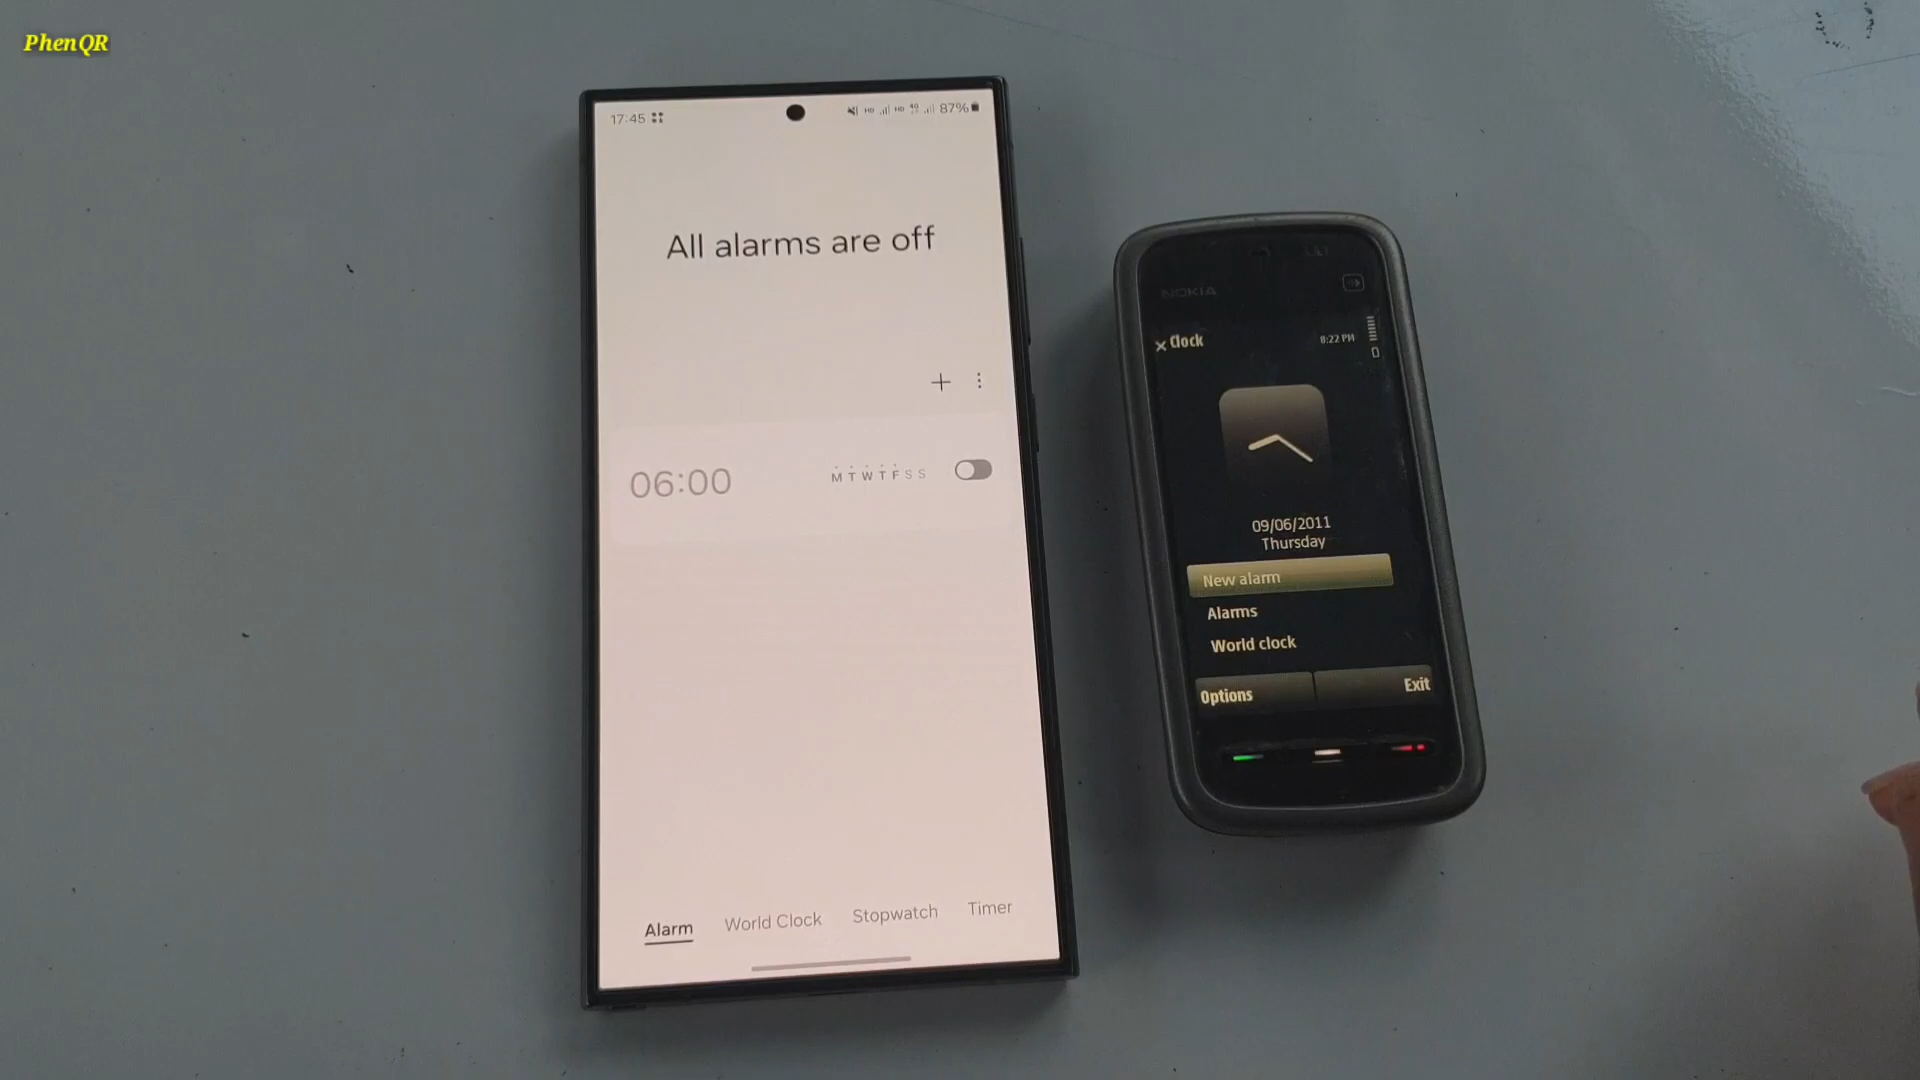 PhenQR
17:45
87%
All alarms are off
06:00
M T W T F S S
Alarm
World Clock
Stopwatch
Timer
NOKIA
Clock
8:22 PM
09/06/2011
Thursday
New alarm
Alarms
World clock
Options
Exit